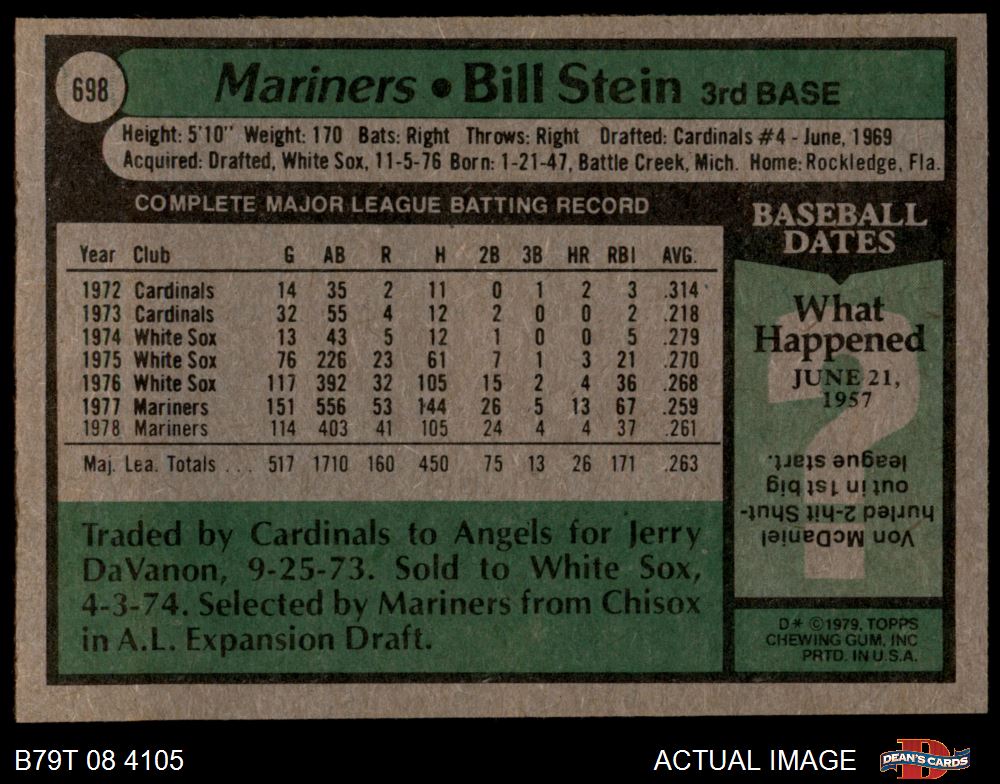 698
Mariners • Bill Stein 3rd BASE
Height: 5'10" Weight: 170 Bats: Right Throws: Right Drafted: Cardinals #4 - June, 1969
Acquired: Drafted, White Sox, 11-5-76 Born: 1-21-47, Battle Creek, Mich. Home: Rockledge, Fla.
COMPLETE MAJOR LEAGUE BATTING RECORD
Year Club G AB R H 2B 3B HR RBI AVG.
1972 Cardinals 14 35 2 11 0 1 2 3 .314
1973 Cardinals 32 55 4 12 2 0 0 2 .218
1974 White Sox 13 43 5 12 1 0 0 5 .279
1975 White Sox 76 226 23 61 7 1 3 21 .270
1976 White Sox 117 392 32 105 15 2 4 36 .268
1977 Mariners 151 556 53 144 26 5 13 67 .259
1978 Mariners 114 403 41 105 24 4 4 37 .261
Maj. Lea. Totals . . . 517 1710 160 450 75 13 26 171 .263
Traded by Cardinals to Angels for Jerry
DaVanon, 9-25-73. Sold to White Sox,
4-3-74. Selected by Mariners from Chisox
in A.L. Expansion Draft.
BASEBALL
DATES
What
Happened
JUNE 21,
1957
Von McDaniel
hurled 2-hit Shut-
out in 1st big
league start.
D* ©1979, TOPPS
CHEWING GUM, INC
PRTD. IN U.S.A.
B79T 08 4105
ACTUAL IMAGE
D
DEAN'S CARDS